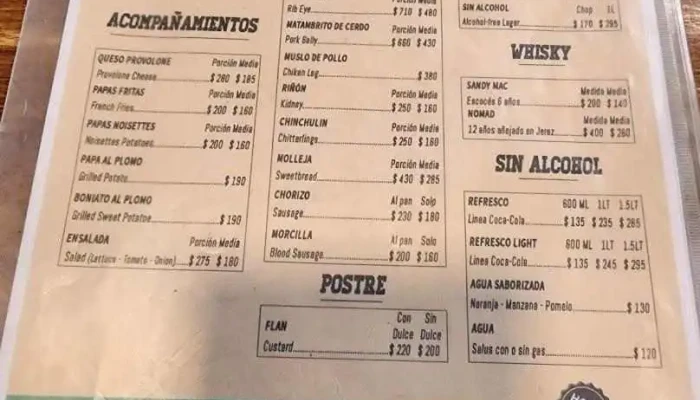 ACOMPAÑAMIENTOS
QUESO PROVOLONE Porción Media
Provolone Cheese $ 280 $ 185
PAPAS FRITAS Porción Media
French Fries $ 200 $ 160
PAPAS NOISETTES Porción Media
Noisettes Potatoes $ 200 $ 160
PAPA AL PLOMO
Grilled Potato $ 190
BONIATO AL PLOMO
Grilled Sweet Potatoe $ 190
ENSALADA Porción Media
Salad (Lettuce - Tomato - Onion) $ 275 $ 180
Rib Eye $ 710 $ 480
MATAMBRITO DE CERDO Porción Media
Pork Belly $ 660 $ 430
MUSLO DE POLLO
Chiken Leg $ 380
RIÑÓN Porción Media
Kidney $ 250 $ 160
CHINCHULIN Porción Media
Chitterlings $ 250 $ 160
MOLLEJA Porción Media
Sweetbread $ 430 $ 285
CHORIZO Al pan Solo
Sausage $ 230 $ 180
MORCILLA Al pan Solo
Blood Sausage $ 200 $ 160
POSTRE
FLAN Con Dulce Sin Dulce
Custard $ 220 $ 200
SIN ALCOHOL Chop 1L
Alcohol-free Lager $ 170 $ 295
WHISKY
SANDY MAC Medida Media
Escocés 6 años $ 200 $ 140
NOMAD Medida Media
12 años añejado en Jerez $ 400 $ 260
SIN ALCOHOL
REFRESCO 600 ML 1LT 1.5LT
Linea Coca-Cola $ 135 $ 235 $ 285
REFRESCO LIGHT 600 ML 1LT 1.5LT
Linea Coca-Cola $ 135 $ 245 $ 295
AGUA SABORIZADA
Naranja - Manzana - Pomelo $ 130
AGUA
Salus con o sin gas $ 120